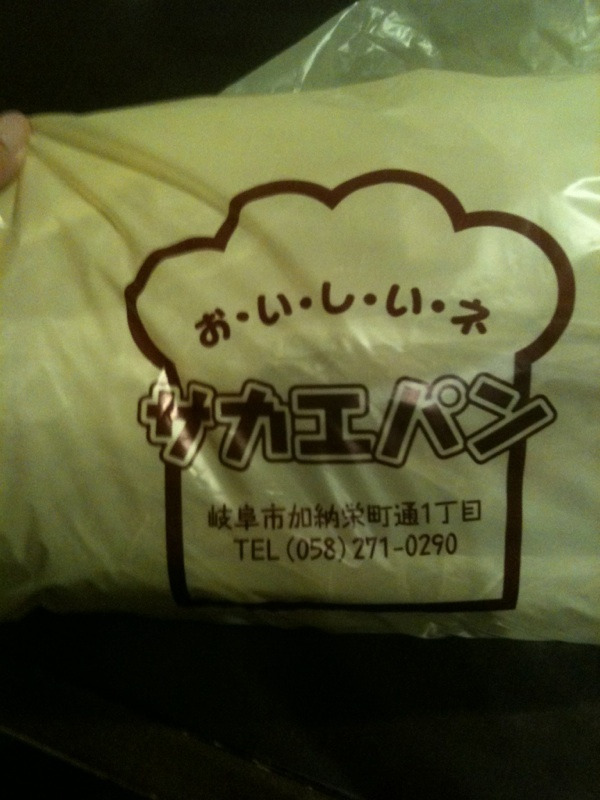 お・い・し・い・ネ
サカエパン
岐阜市加納栄町通1丁目
TEL (058) 271-0290